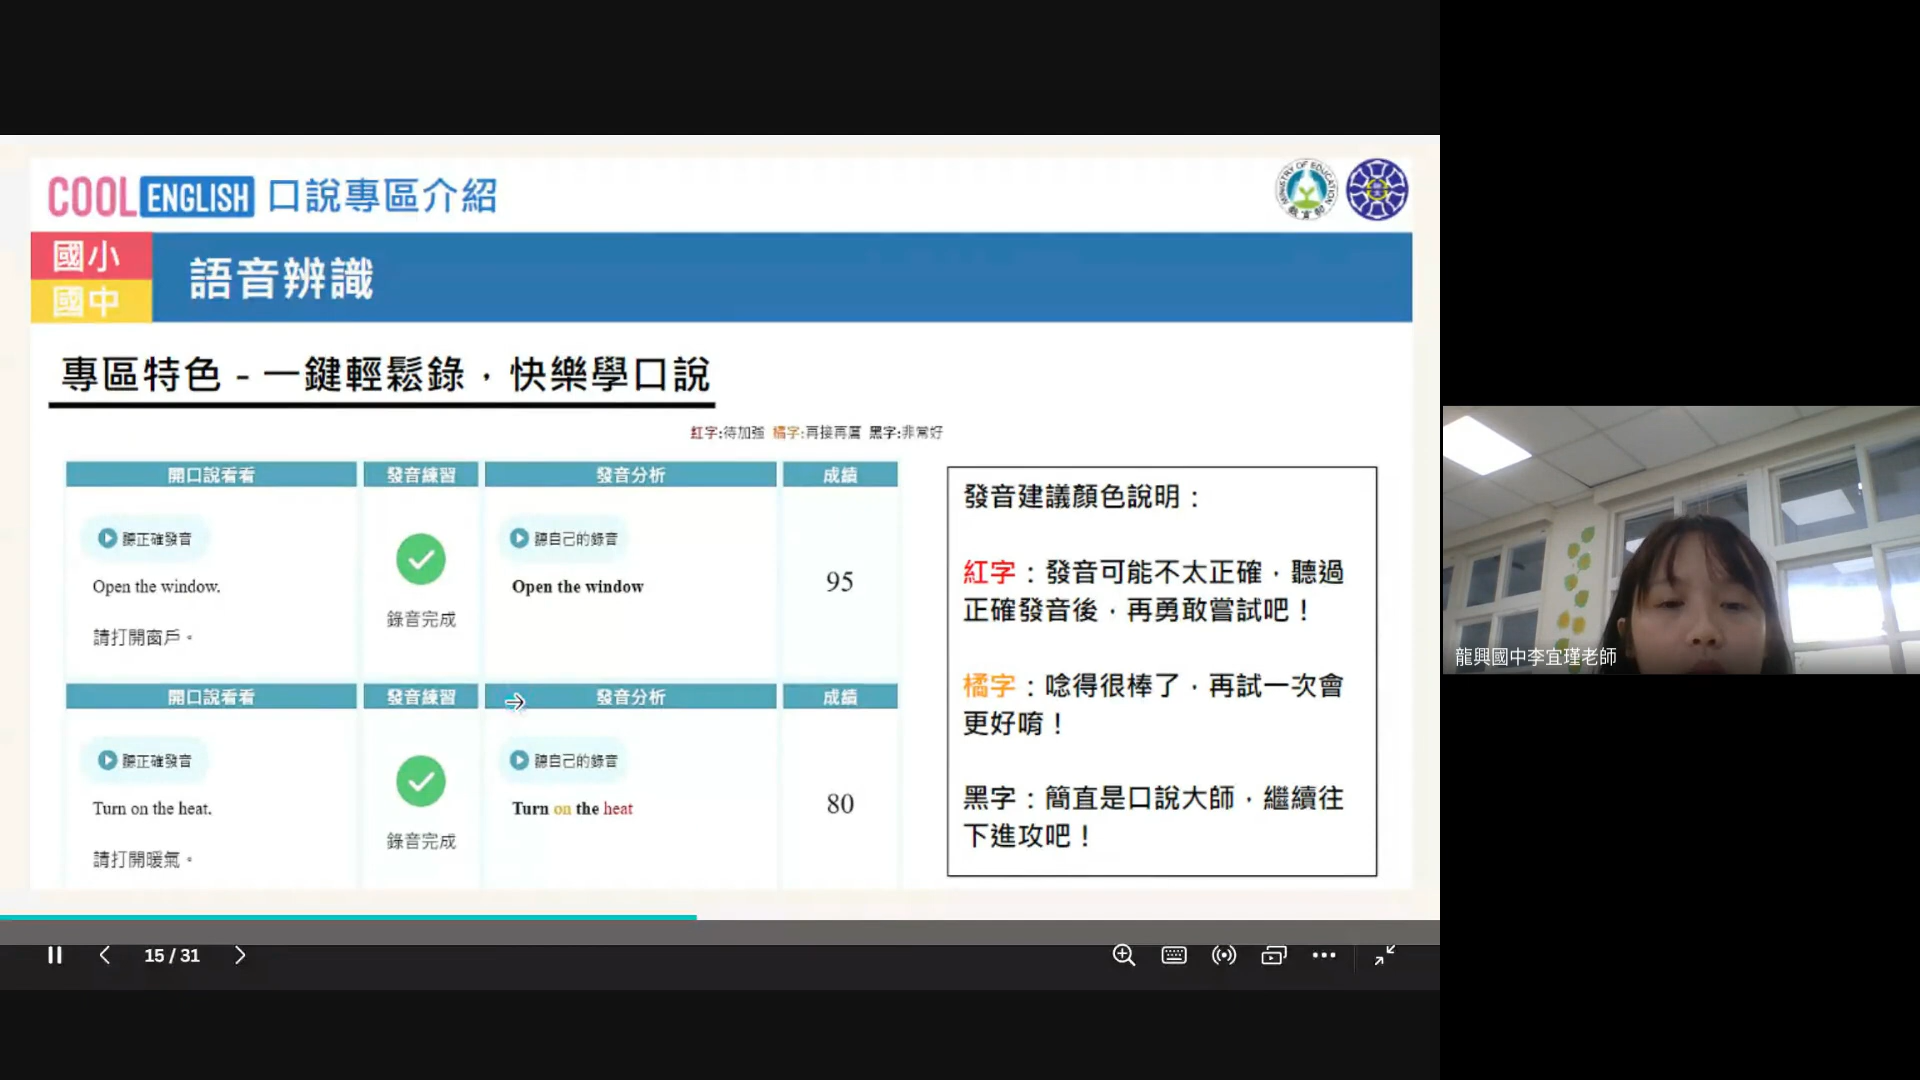 COOL ENGLISH 口說專區介紹
MINISTRY OF EDUCATION
教育部
國小
國中
語音辨識
專區特色 - 一鍵輕鬆錄，快樂學口說
紅字:待加強 橘字:再接再厲 黑字:非常好
開口說看看 發音練習 發音分析 成績
聽正確發音
Open the window.
請打開窗戶。
錄音完成
聽自己的錄音
Open the window
95
開口說看看 發音練習 發音分析 成績
聽正確發音
Turn on the heat.
請打開暖氣。
錄音完成
聽自己的錄音
Turn on the heat
80
發音建議顏色說明：
紅字：發音可能不太正確，聽過
正確發音後，再勇敢嘗試吧！
橘字：唸得很棒了，再試一次會
更好唷！
黑字：簡直是口說大師，繼續往
下進攻吧！
15 / 31
龍興國中李宜瑾老師